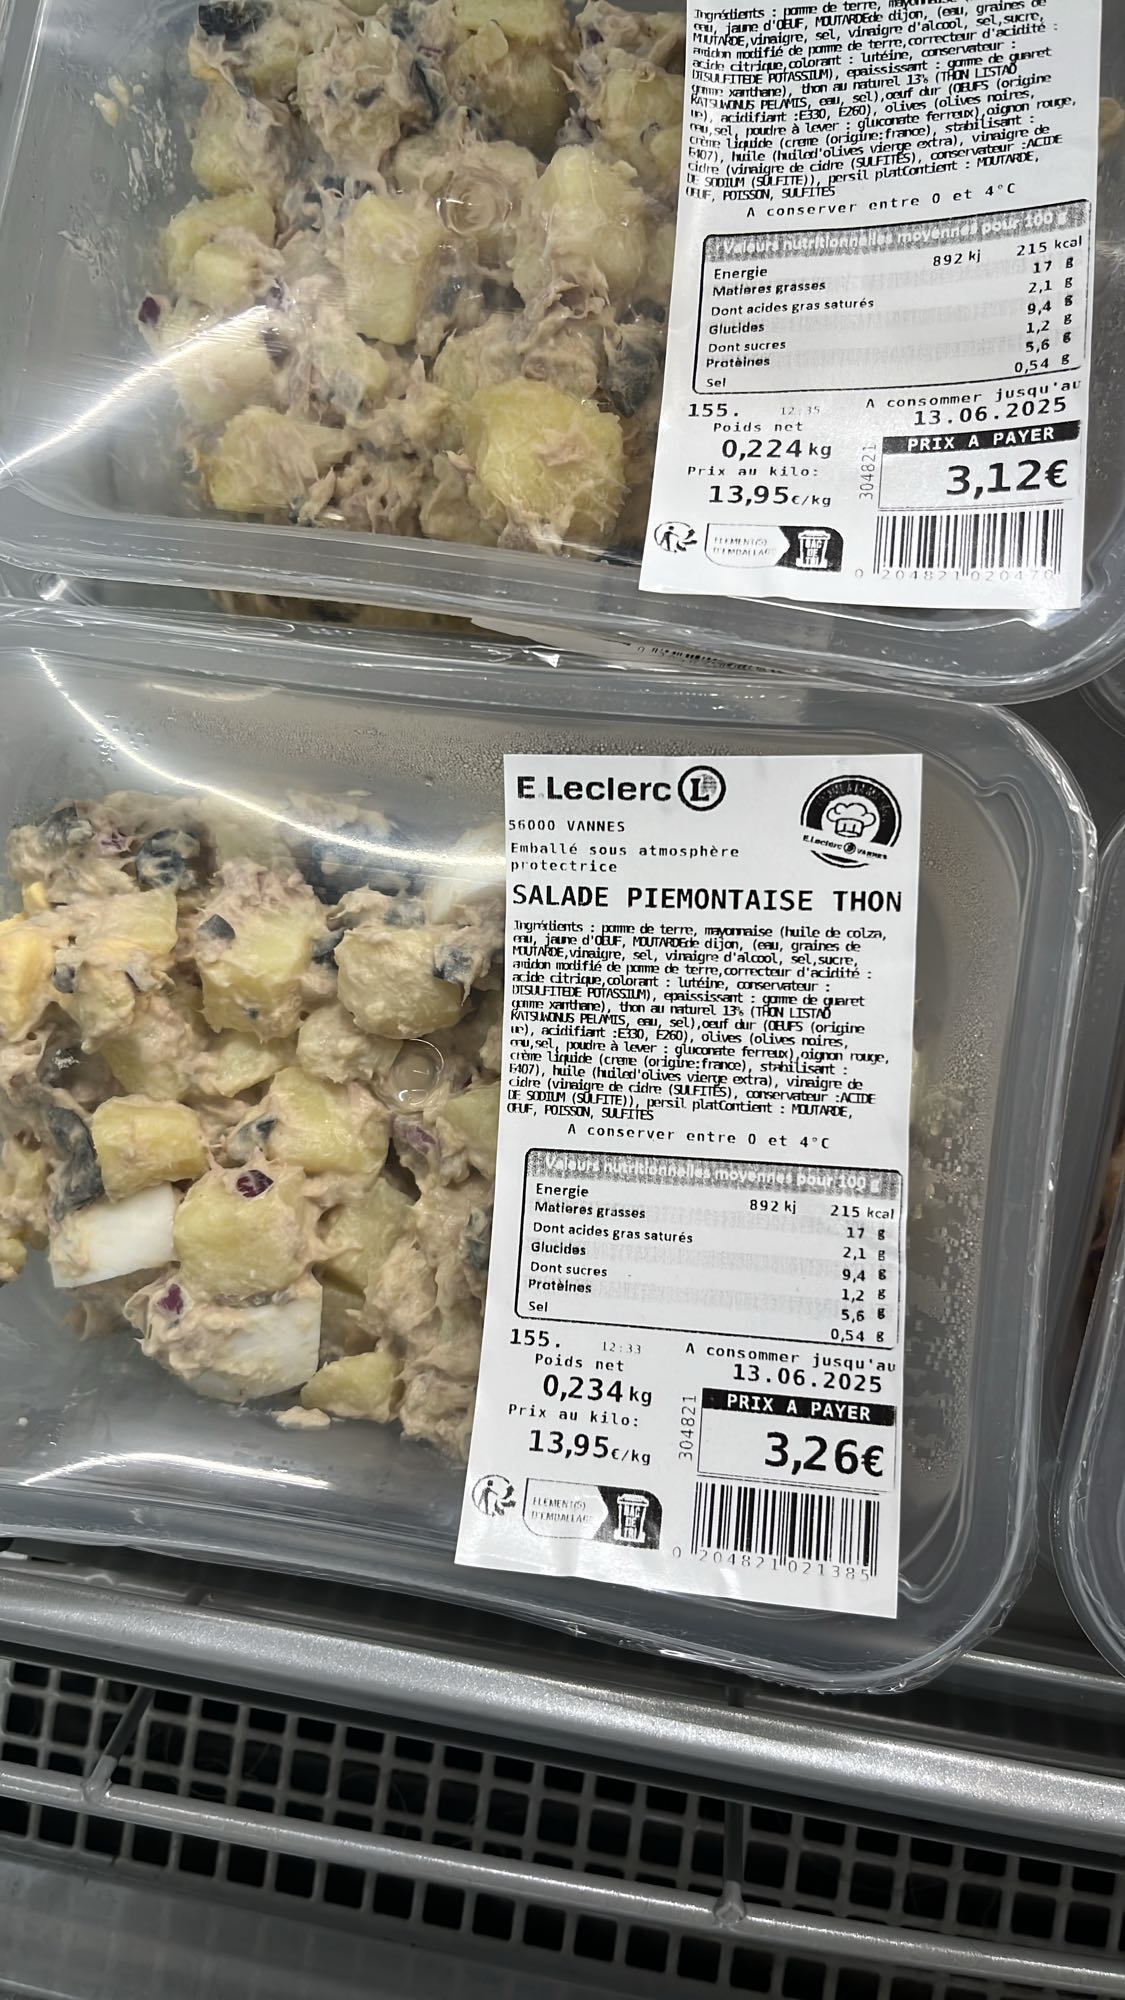 Ingrédients : pomme de terre, mayonnaise
eau, jaune d'OEUF, MOUTARDEde dijon, (eau, graines de
MOUTARDE,vinaigre, sel, vinaigre d'alcool, sel,sucre,
amidon modifié de pomme de terre,correcteur d'acidité :
acide citrique,colorant : lutéine, conservateur :
DISULFITEDE POTASSIUM), epaississant : gomme de guaret
gomme xanthane), thon au naturel 13% (THON LISTAO
KATSUWONUS PELAMIS, eau, sel),oeuf dur (OEUFS (origine
ue), acidifiant :E330, E260), olives (olives noires,
eau,sel, poudre à lever : gluconate ferreux),oignon rouge,
crème liquide (creme (origine:france), stabilisant :
E407), huile (huiled'olives vierge extra), vinaigre de
cidre (vinaigre de cidre (SULFITES), conservateur :ACIDE
DE SODIUM (SULFITE)), persil platContient : MOUTARDE,
OEUF, POISSON, SULFITES
A conserver entre 0 et 4°C
Valeurs nutritionnelles moyennes pour 100 g
Energie 892 kj 215 kcal
Matieres grasses 17 g
Dont acides gras saturés 2,1 g
Glucides 9,4 g
Dont sucres 1,2 g
Protèines 5,6 g
Sel 0,54 g
155. 12:35 A consommer jusqu'au
Poids net 13.06.2025
0,224 kg PRIX A PAYER
Prix au kilo: 304821
13,95€/kg 3,12€
ELEMENT(S)
D'EMBALLAGE
BAC
DE
TRI
0 204821 020470
E.Leclerc L
56000 VANNES
E.Leclerc L VANNES
Emballé sous atmosphère
protectrice
SALADE PIEMONTAISE THON
Ingrédients : pomme de terre, mayonnaise (huile de colza,
eau, jaune d'OEUF, MOUTARDEde dijon, (eau, graines de
MOUTARDE,vinaigre, sel, vinaigre d'alcool, sel,sucre,
amidon modifié de pomme de terre,correcteur d'acidité :
acide citrique,colorant : lutéine, conservateur :
DISULFITEDE POTASSIUM), epaississant : gomme de guaret
gomme xanthane), thon au naturel 13% (THON LISTAO
KATSUWONUS PELAMIS, eau, sel),oeuf dur (OEUFS (origine
ue), acidifiant :E330, E260), olives (olives noires,
eau,sel, poudre à lever : gluconate ferreux),oignon rouge,
crème liquide (creme (origine:france), stabilisant :
E407), huile (huiled'olives vierge extra), vinaigre de
cidre (vinaigre de cidre (SULFITES), conservateur :ACIDE
DE SODIUM (SULFITE)), persil platContient : MOUTARDE,
OEUF, POISSON, SULFITES
A conserver entre 0 et 4°C
Valeurs nutritionnelles moyennes pour 100 g
Energie 892 kj 215 kcal
Matieres grasses 17 g
Dont acides gras saturés 2,1 g
Glucides 9,4 g
Dont sucres 1,2 g
Protèines 5,6 g
Sel 0,54 g
155. 12:33 A consommer jusqu'au
Poids net 13.06.2025
0,234 kg PRIX A PAYER
Prix au kilo: 304821
13,95€/kg 3,26€
ELEMENT(S)
D'EMBALLAGE
BAC
DE
TRI
0 204821 021385